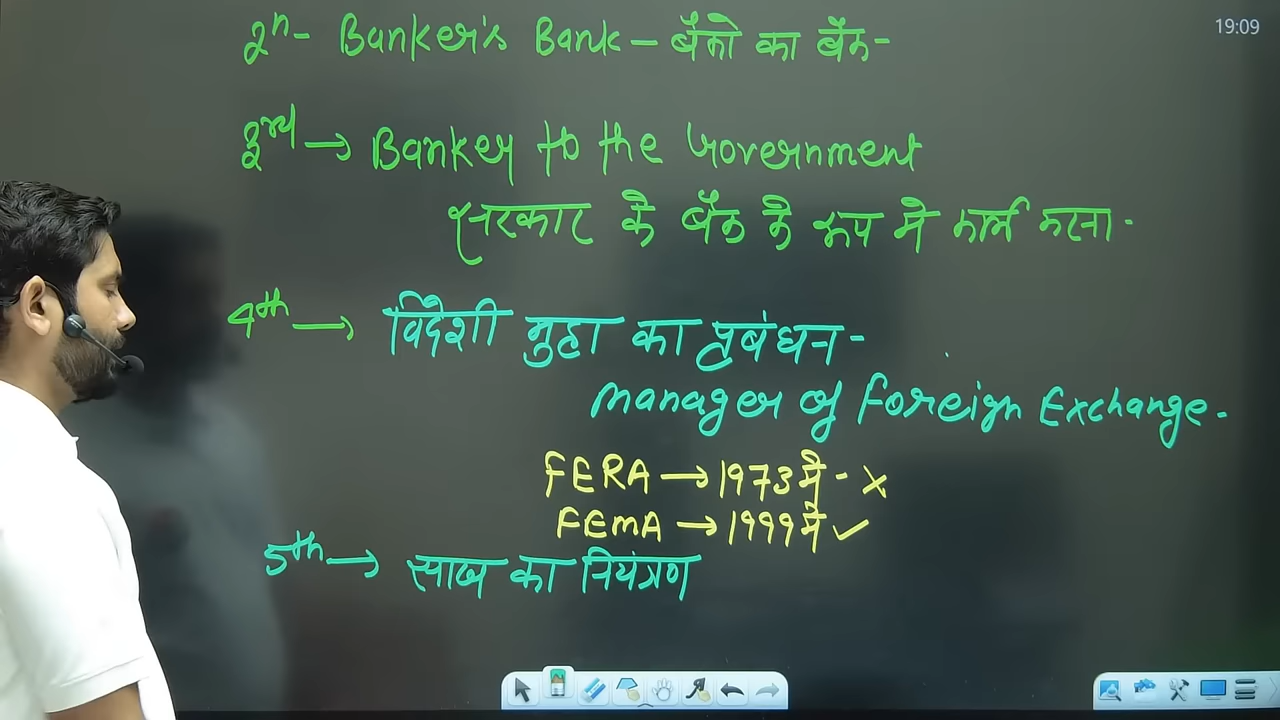 19:09
2n- Banker's Bank - बैंको का बैंक-
3rd → Banker to the Government
सरकार के बैंक के रूप मे कार्य करना.
4th → विदेशी मुद्रा का प्रबंधन-
manager of foreign Exchange.
FERA → 1973 मे - ×
FEmA → 1999 मे ✓
5th → साख का नियंत्रण